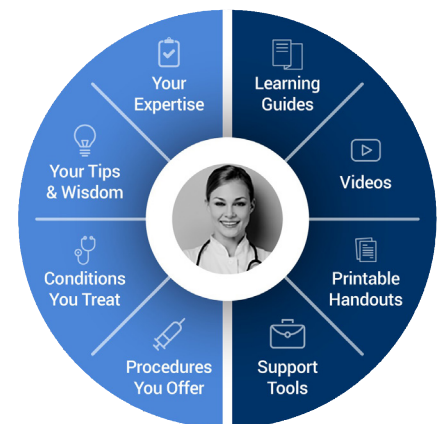 Your
Expertise
Learning
Guides
Your Tips
& Wisdom
Videos
Conditions
You Treat
Printable
Handouts
Procedures
You Offer
Support
Tools